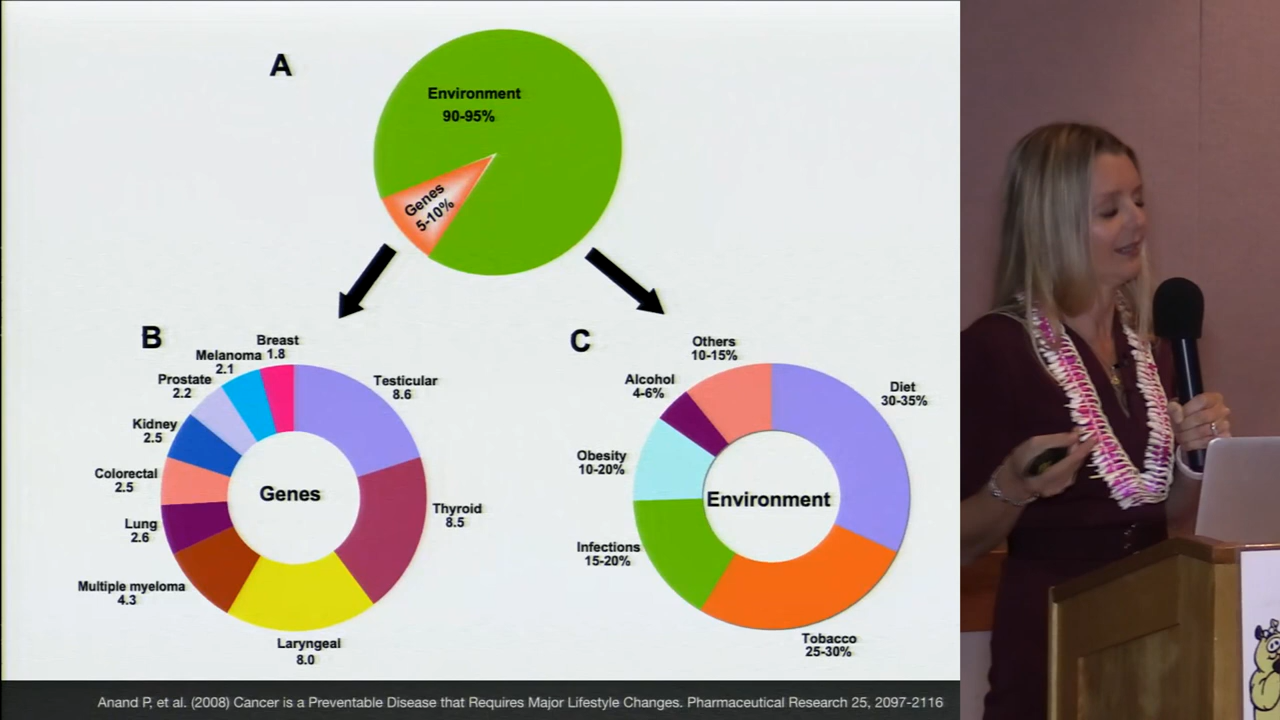 A
Environment
90-95%
Genes
5-10%
B
Breast
1.8
Melanoma
2.1
Prostate
2.2
Kidney
2.5
Colorectal
2.5
Lung
2.6
Multiple myeloma
4.3
Laryngeal
8.0
Thyroid
8.5
Testicular
8.6
Genes
C
Others
10-15%
Alcohol
4-6%
Obesity
10-20%
Infections
15-20%
Tobacco
25-30%
Diet
30-35%
Environment
Anand P, et al. (2008) Cancer is a Preventable Disease that Requires Major Lifestyle Changes. Pharmaceutical Research 25, 2097-2116